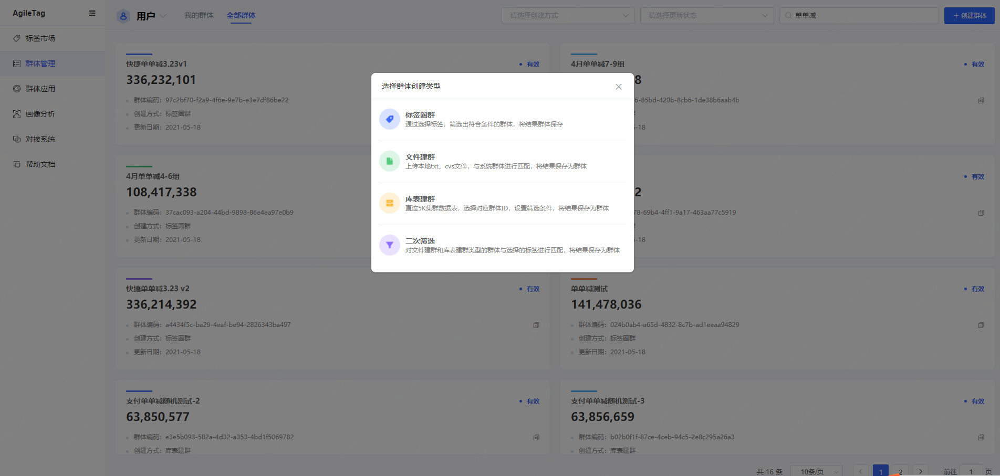 AgileTag
标签市场
群体管理
群体应用
画像分析
对接系统
帮助文档
用户
我的群体
全部群体
请选择创建方式
请选择更新状态
单单减
创建群体
快捷单单减3.23v1
有效
336,232,101
群体编码：97c2bf70-f2a9-4f6e-9e7b-e3e7df86be22
创建方式：标签圈群
更新日期：2021-05-18
4月单单减7-9组
有效
8
6-85bd-420b-8cb6-1de38b6aab4b
5-18
选择群体创建类型
标签圈群
通过选择标签，筛选出符合条件的群体，将结果群体保存
文件建群
上传本地txt、cvs文件，与系统群体进行匹配，将结果保存为群体
库表建群
直连5K集群数据表，选择对应群体ID，设置筛选条件，将结果保存为群体
二次筛选
对文件建群和库表建群类型的群体与选择的标签进行匹配，将结果保存为群体
4月单单减4-6组
108,417,338
群体编码：37cac093-a204-44bd-9898-86e4ea97e0b9
创建方式：标签圈群
更新日期：2021-05-18
有效
2
78-69b4-4ff1-9a17-463aa77c5919
5-18
快捷单单减3.23 v2
有效
336,214,392
群体编码：a4434f5c-ba29-4eaf-be94-2826343ba497
创建方式：标签圈群
更新日期：2021-05-18
单单减测试
有效
141,478,036
群体编码：024b0ab4-a65d-4832-8c7b-ad1eeaa94829
创建方式：标签圈群
更新日期：2021-05-18
支付单单减随机测试-2
有效
63,850,577
群体编码：e3e5b093-582a-4d32-a353-4bd1f5069782
创建方式：库表建群
支付单单减随机测试-3
有效
63,856,659
群体编码：b02b0f1f-87ce-4ceb-94c5-2e8c295a26a3
创建方式：库表建群
共 16 条
10条/页
1
2
前往
1
页